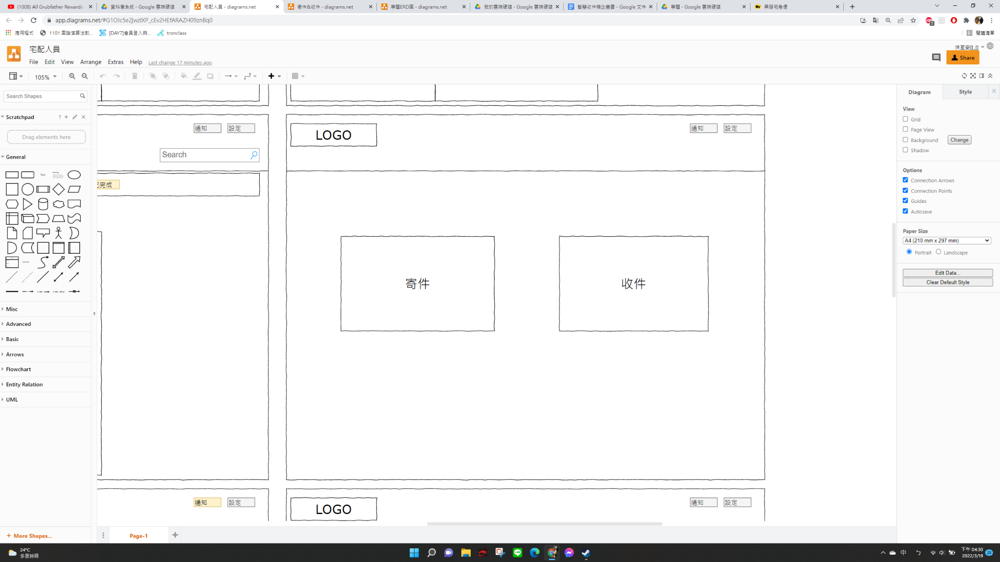 (1008) All Grubfather Rewards
資料庫系統 - Google 雲端硬碟
宅配人員 - diagrams.net
寄件&收件 - diagrams.net
專題ERD圖 - diagrams.net
我的雲端硬碟 - Google 雲端硬碟
智慧收件箱企畫書 - Google 文件
專題 - Google 雲端硬碟
黑貓宅急便
app.diagrams.net/#G1OJc5e2JwzIXP_cEv2HEfARAZH09znBq0
應用程式
1101 圖論演算法教...
[DAY7]會員登入與...
tronclass
閱讀清單
宅配人員
洪至安[]_[]
File Edit View Arrange Extras Help Last change 17 minutes ago
Share
105%
Search Shapes
Scratchpad
?
Drag elements here
General
Text
Heading
Misc
Advanced
Basic
Arrows
Flowchart
Entity Relation
UML
+ More Shapes...
通知 設定
Search
完成
LOGO
通知 設定
寄件
收件
通知 設定
LOGO
通知 設定
Page-1
Diagram
Style
View
Grid
Page View
Background
Change
Shadow
Options
Connection Arrows
Connection Points
Guides
Autosave
Paper Size
A4 (210 mm x 297 mm)
Portrait Landscape
Edit Data...
Clear Default Style
24°C
多雲時晴
中
ㄅ
下午 04:30
2022/3/19
28